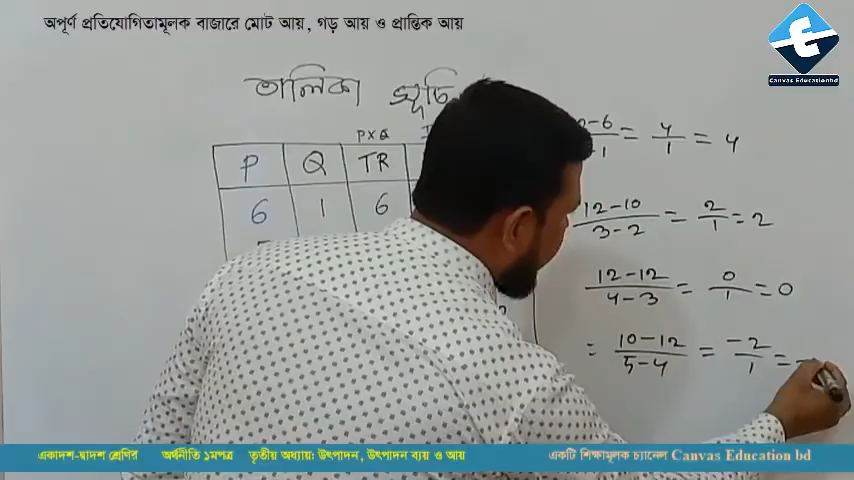 অপূর্ণ প্রতিযোগিতামূলক বাজারে মোট আয়, গড় আয় ও প্রান্তিক আয়
Canvas Educationbd
তালিকা সূচি
P×Q
P Q TR
6 1 6
-6/1 = 4/1 = 4
12-10/3-2 = 2/1 = 2
12-12/4-3 = 0/1 = 0
= 10-12/5-4 = -2/1 = -
একাদশ-দ্বাদশ শ্রেণির অর্থনীতি ১মপত্র তৃতীয় অধ্যায়: উৎপাদন, উৎপাদন ব্যয় ও আয় একটি শিক্ষামূলক চ্যানেল Canvas Education bd